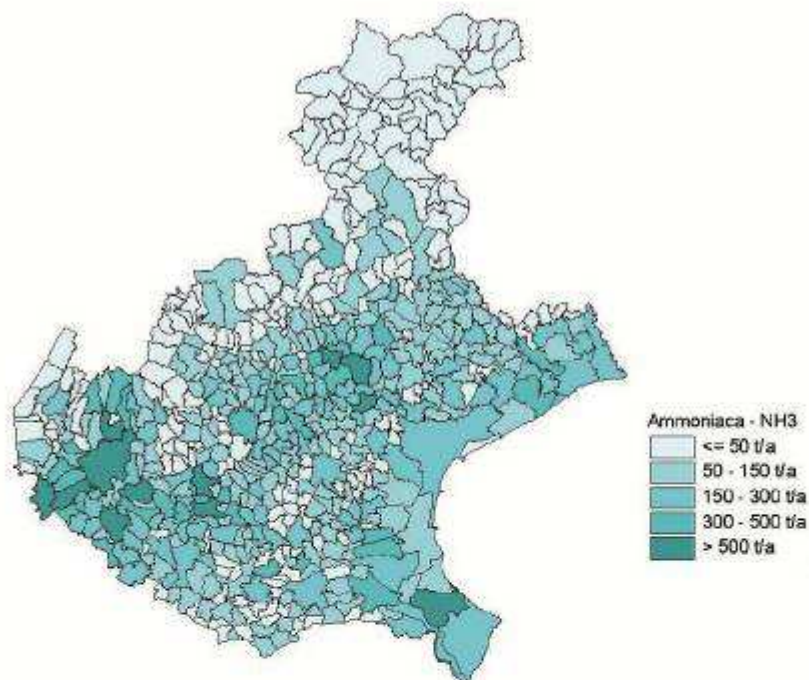 Ammoniaca - NH3
<= 50 t/a
50 - 150 t/a
150 - 300 t/a
300 - 500 t/a
> 500 t/a